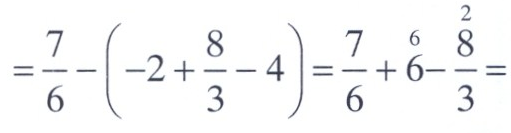 = 7/6 − (−2 + 8/3 − 4) = 7/6 + 6 − 8/3 =
6 2